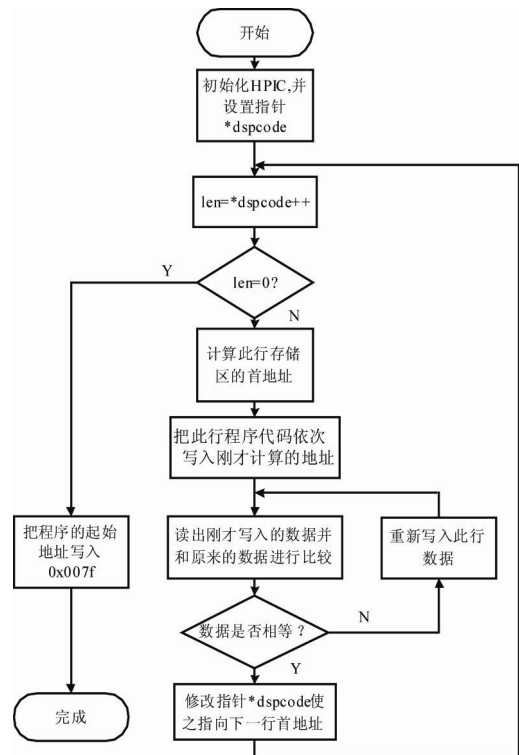 开始
初始化HPIC,并
设置指针
*dspcode
len=*dspcode++
Y
len=0?
N
计算此行存储
区的首地址
把此行程序代码依次
写入刚才计算的地址
把程序的起始
地址写入
0x007f
读出刚才写入的数据并
和原来的数据进行比较
重新写入此行
数据
数据是否相等？
N
Y
完成
修改指针*dspcode使
之指向下一行首地址